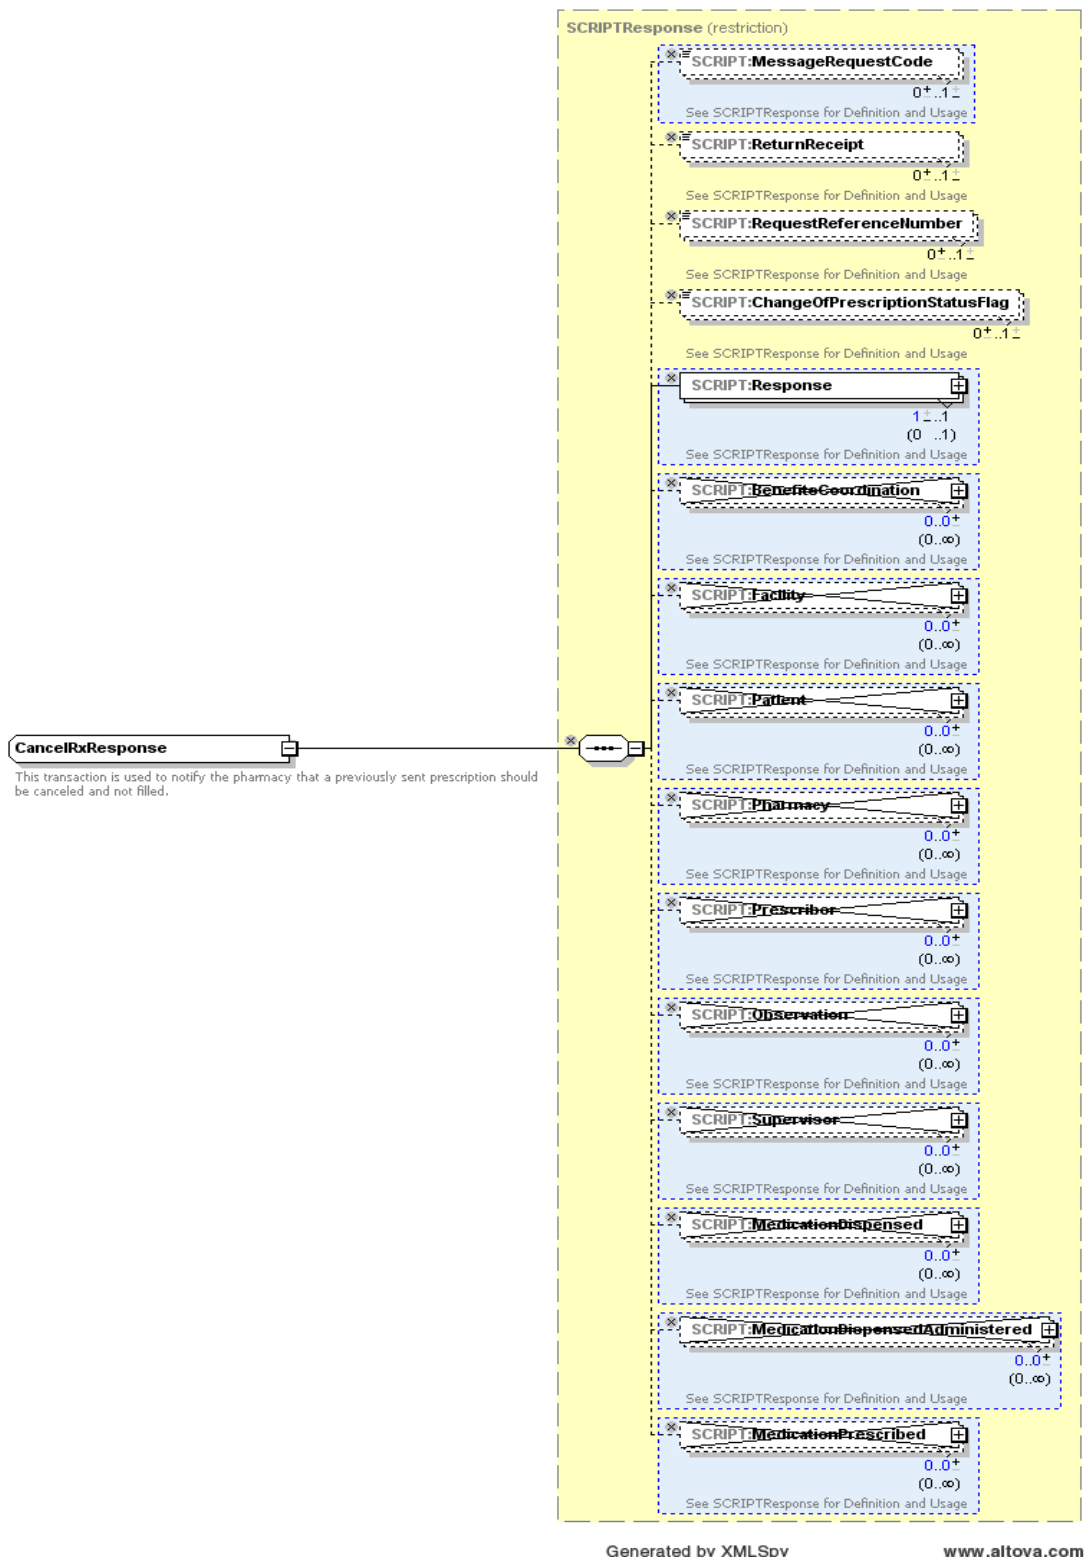 SCRIPTResponse (restriction)
SCRIPT:MessageRequestCode
0..1
See SCRIPTResponse for Definition and Usage
SCRIPT:ReturnReceipt
0..1
See SCRIPTResponse for Definition and Usage
SCRIPT:RequestReferenceNumber
0..1
See SCRIPTResponse for Definition and Usage
SCRIPT:ChangeOfPrescriptionStatusFlag
0..1
See SCRIPTResponse for Definition and Usage
SCRIPT:Response
1..1
(0 ..1)
See SCRIPTResponse for Definition and Usage
SCRIPT:BenefitsCoordination
0..0
(0..∞)
See SCRIPTResponse for Definition and Usage
SCRIPT:Facility
0..0
(0..∞)
See SCRIPTResponse for Definition and Usage
SCRIPT:Patient
0..0
(0..∞)
See SCRIPTResponse for Definition and Usage
CancelRxResponse
This transaction is used to notify the pharmacy that a previously sent prescription should
be canceled and not filled.
SCRIPT:Pharmacy
0..0
(0..∞)
See SCRIPTResponse for Definition and Usage
SCRIPT:Prescribor
0..0
(0..∞)
See SCRIPTResponse for Definition and Usage
SCRIPT:Observation
0..0
(0..∞)
See SCRIPTResponse for Definition and Usage
SCRIPT:Supervisor
0..0
(0..∞)
See SCRIPTResponse for Definition and Usage
SCRIPT:MedicationDispensed
0..0
(0..∞)
See SCRIPTResponse for Definition and Usage
SCRIPT:MedicationDispensedAdministered
0..0
(0..∞)
See SCRIPTResponse for Definition and Usage
SCRIPT:MedicationPrescribed
0..0
(0..∞)
See SCRIPTResponse for Definition and Usage
Generated by XMLSpy www.altova.com